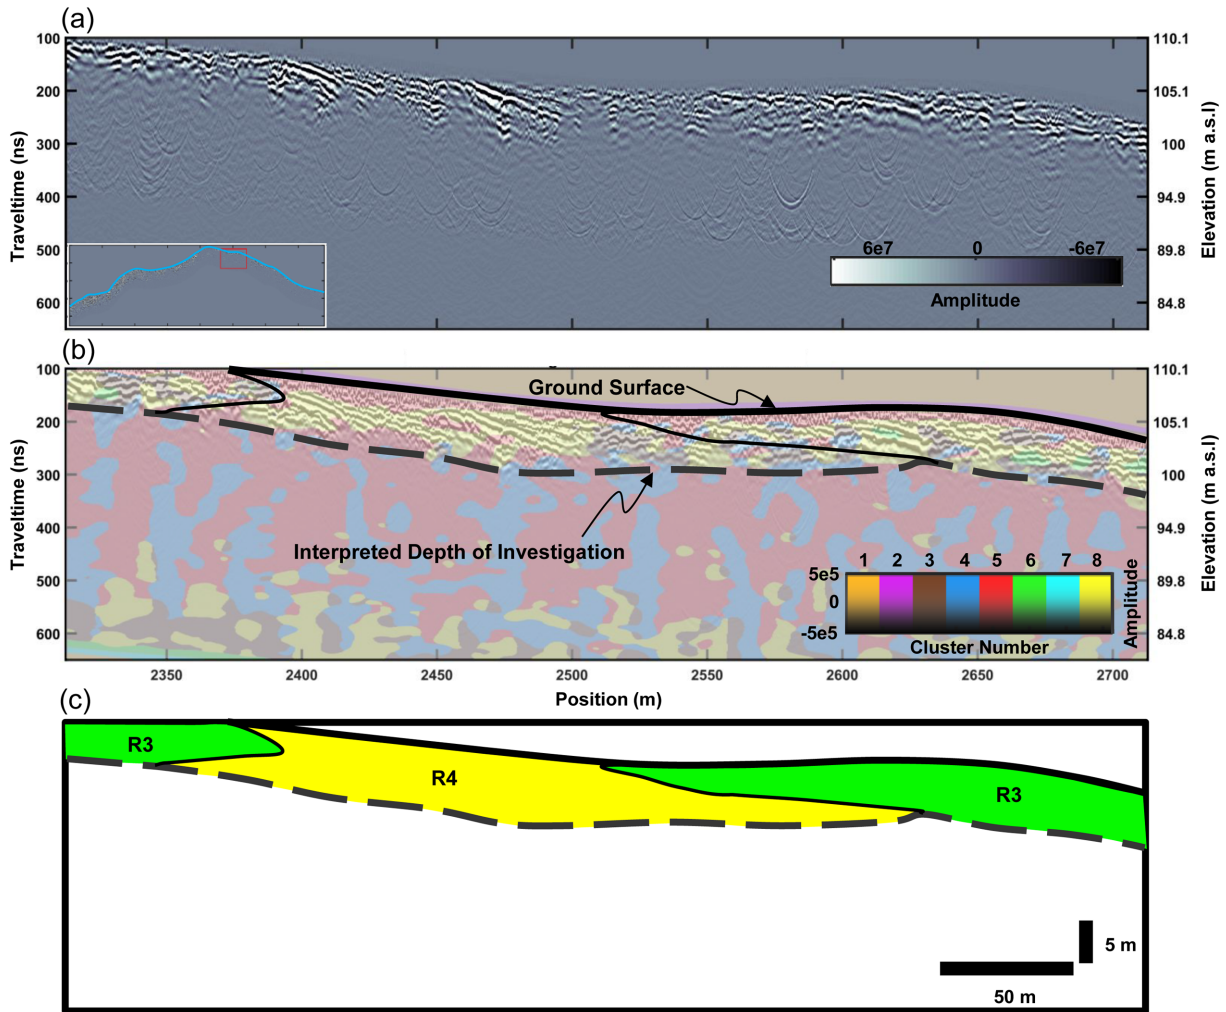 (a)
100
200
300
400
500
600
Traveltime (ns)
110.1
105.1
100
94.9
89.8
84.8
Elevation (m a.s.l)
6e7 0 -6e7
Amplitude
(b)
100
200
300
400
500
600
Traveltime (ns)
110.1
105.1
100
94.9
89.8
84.8
Elevation (m a.s.l)
Ground Surface
Interpreted Depth of Investigation
1 2 3 4 5 6 7 8
5e5
0
-5e5
Amplitude
Cluster Number
2350 2400 2450 2500 2550 2600 2650 2700
Position (m)
(c)
R3
R4
R3
5 m
50 m